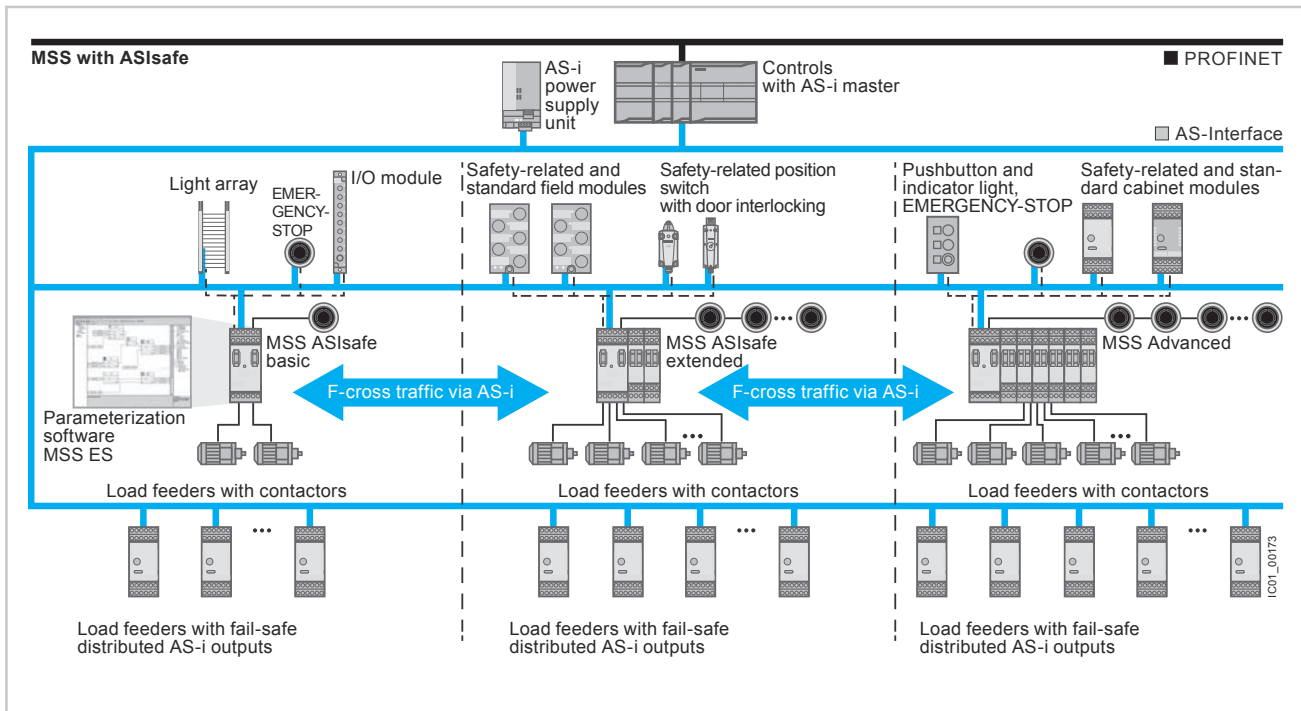 MSS with ASIsafe
PROFINET
AS-i
power
supply
unit
Controls
with AS-i master
AS-Interface
Light array
EMER-
GENCY-
STOP
I/O module
Safety-related and
standard field modules
Safety-related position
switch
with door interlocking
Pushbutton and
indicator light,
EMERGENCY-STOP
Safety-related and stan-
dard cabinet modules
MSS ASIsafe
basic
MSS ASIsafe
extended
MSS Advanced
F-cross traffic via AS-i
F-cross traffic via AS-i
Parameterization
software
MSS ES
Load feeders with contactors
Load feeders with contactors
Load feeders with contactors
IC01_00173
Load feeders with fail-safe
distributed AS-i outputs
Load feeders with fail-safe
distributed AS-i outputs
Load feeders with fail-safe
distributed AS-i outputs